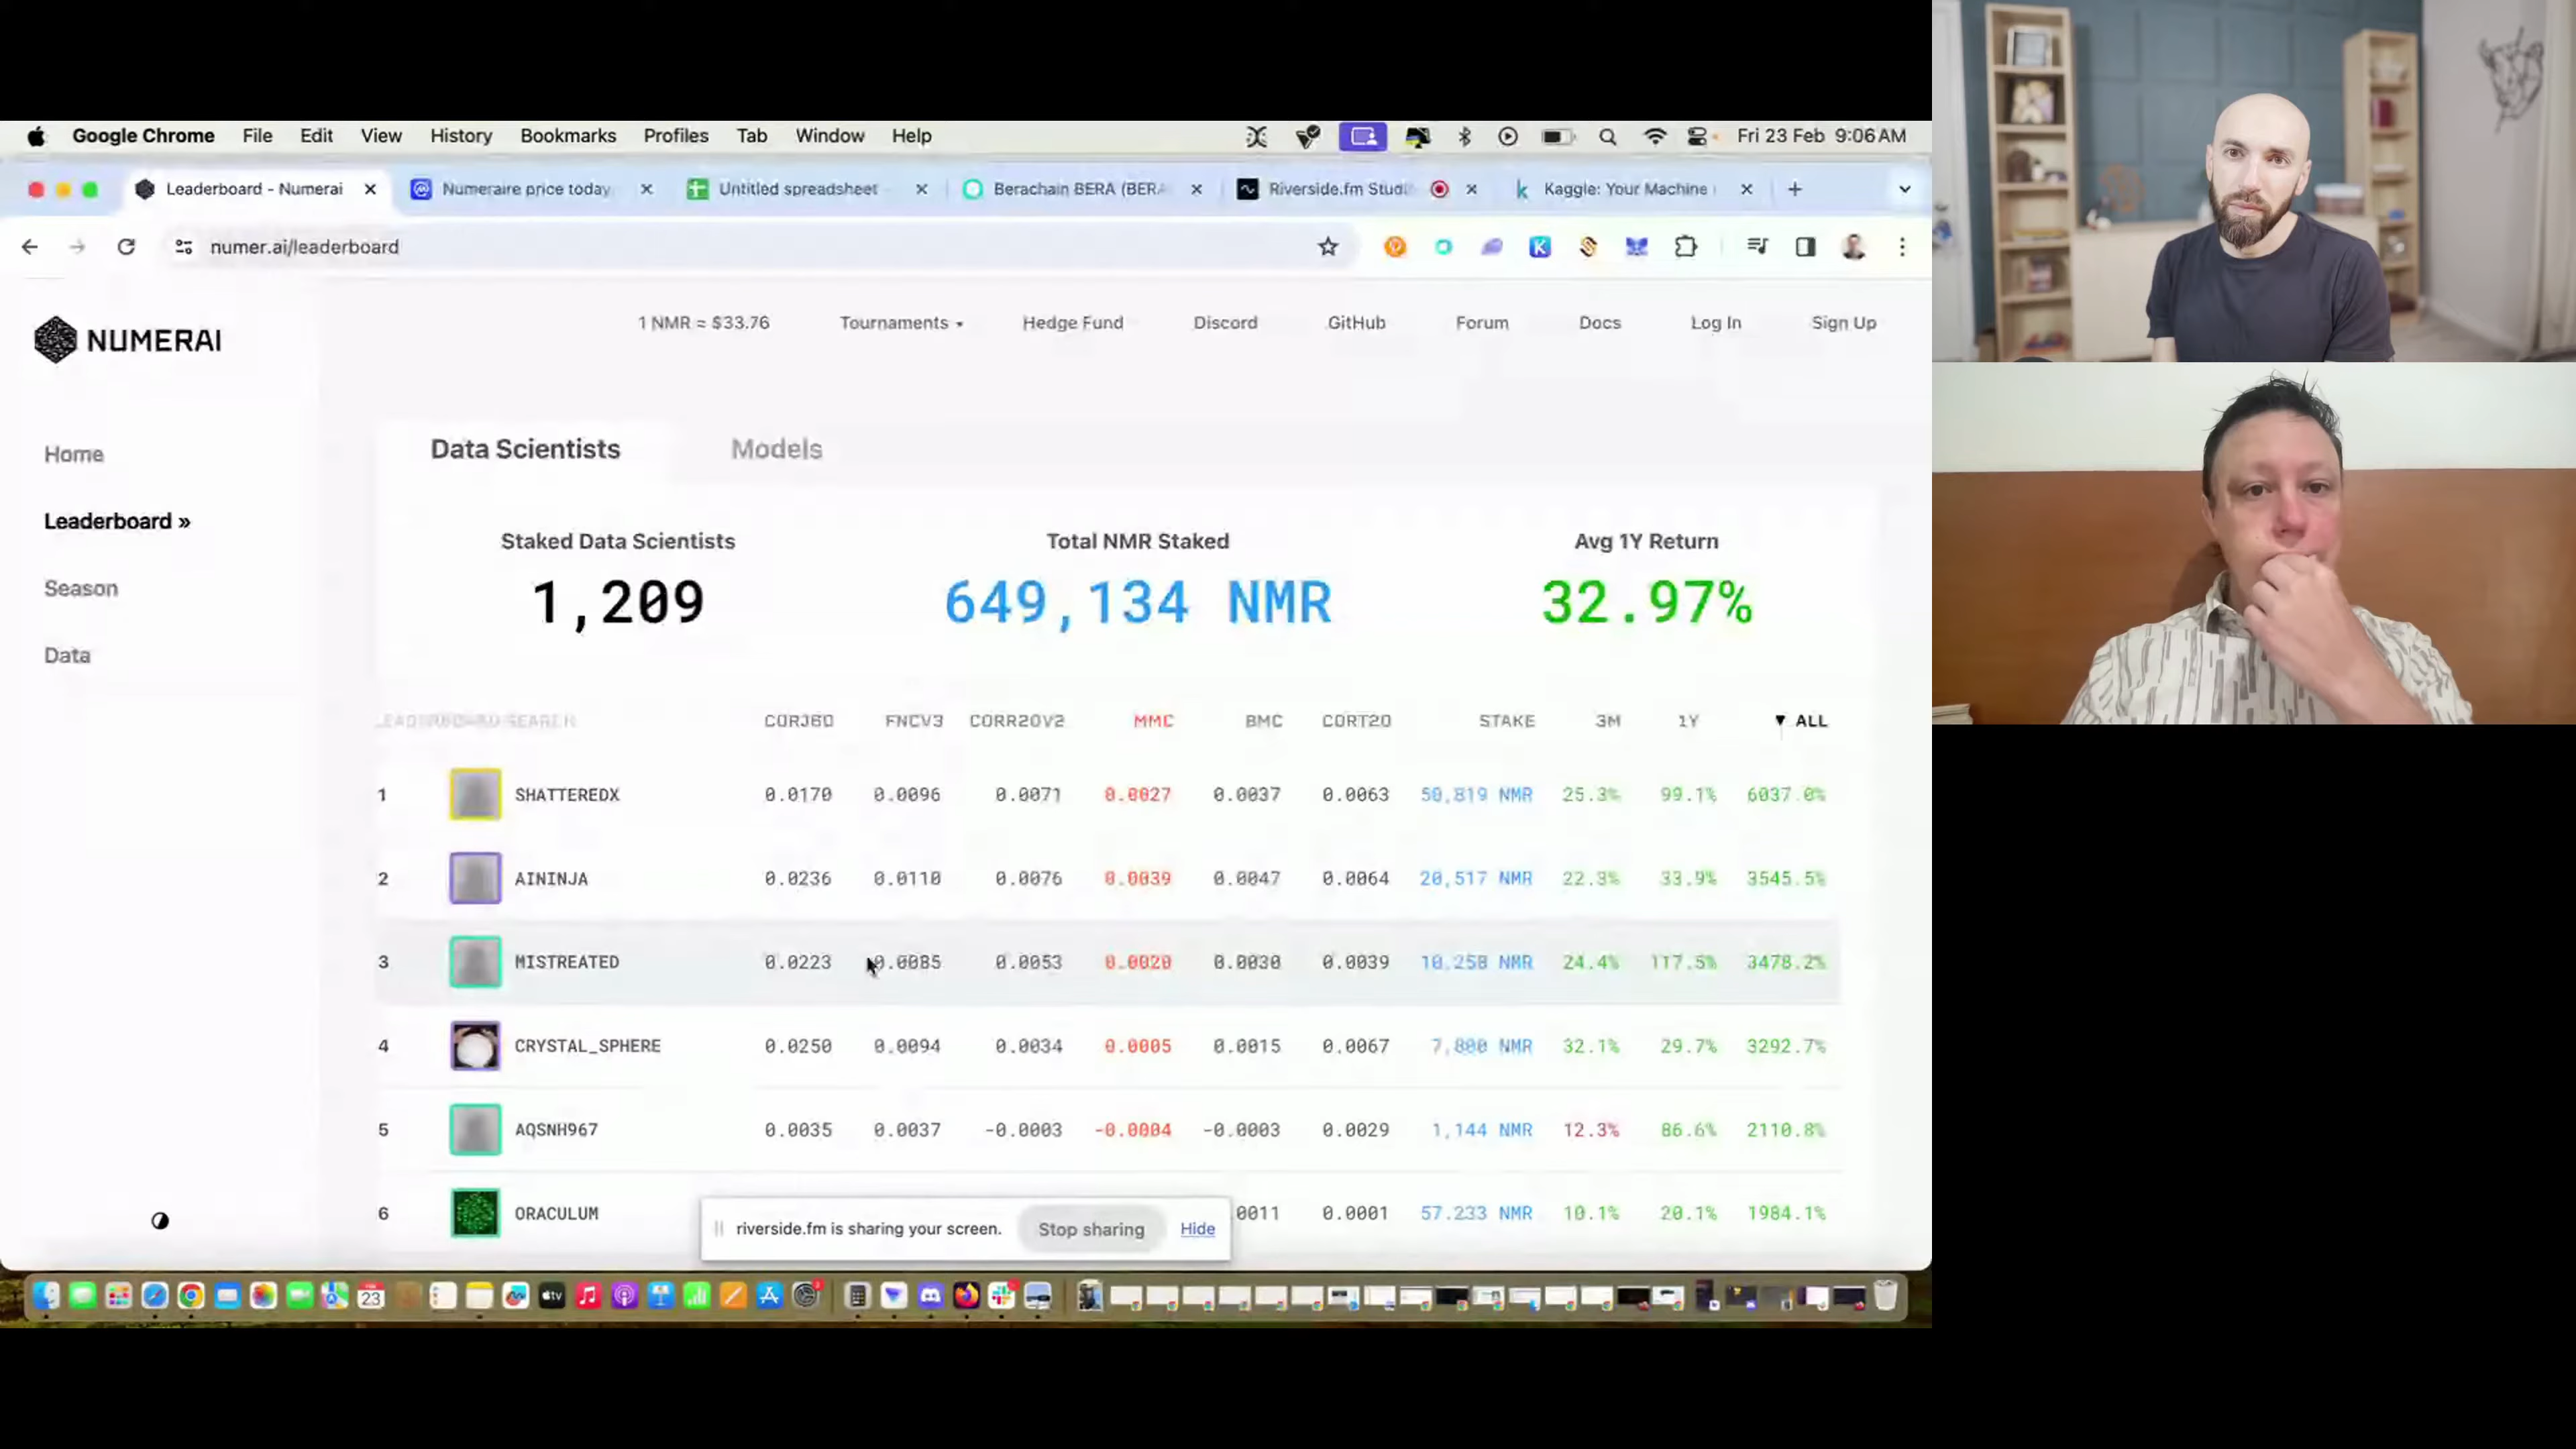 Google Chrome File Edit View History Bookmarks Profiles Tab Window Help Fri 23 Feb 9:06 AM
Leaderboard - Numerai Numeraire price today Untitled spreadsheet - Berachain BERA (BERA Riverside.fm Studi Kaggle: Your Machine
numer.ai/leaderboard
NUMERAI
1 NMR = $33.76 Tournaments Hedge Fund Discord GitHub Forum Docs Log In Sign Up
Home
Leaderboard »
Season
Data
Data Scientists Models
Staked Data Scientists Total NMR Staked Avg 1Y Return
1,209 649,134 NMR 32.97%
LEADERBOARD SEARCH CORJ60 FNCV3 CORR20V2 MMC BMC CORT20 STAKE 3M 1Y ▼ ALL
1 SHATTEREDX 0.0170 0.0096 0.0071 0.0027 0.0037 0.0063 50,819 NMR 25.3% 99.1% 6037.0%
2 AININJA 0.0236 0.0110 0.0076 0.0039 0.0047 0.0064 20,517 NMR 22.3% 33.9% 3545.5%
3 MISTREATED 0.0223 0.0085 0.0053 0.0020 0.0030 0.0039 10,258 NMR 24.4% 117.5% 3478.2%
4 CRYSTAL_SPHERE 0.0250 0.0094 0.0034 0.0005 0.0015 0.0067 7,800 NMR 32.1% 29.7% 3292.7%
5 AQSNH967 0.0035 0.0037 -0.0003 -0.0004 -0.0003 0.0029 1,144 NMR 12.3% 86.6% 2110.8%
6 ORACULUM 0011 0.0001 57.233 NMR 10.1% 20.1% 1984.1%
riverside.fm is sharing your screen. Stop sharing Hide
tv
23